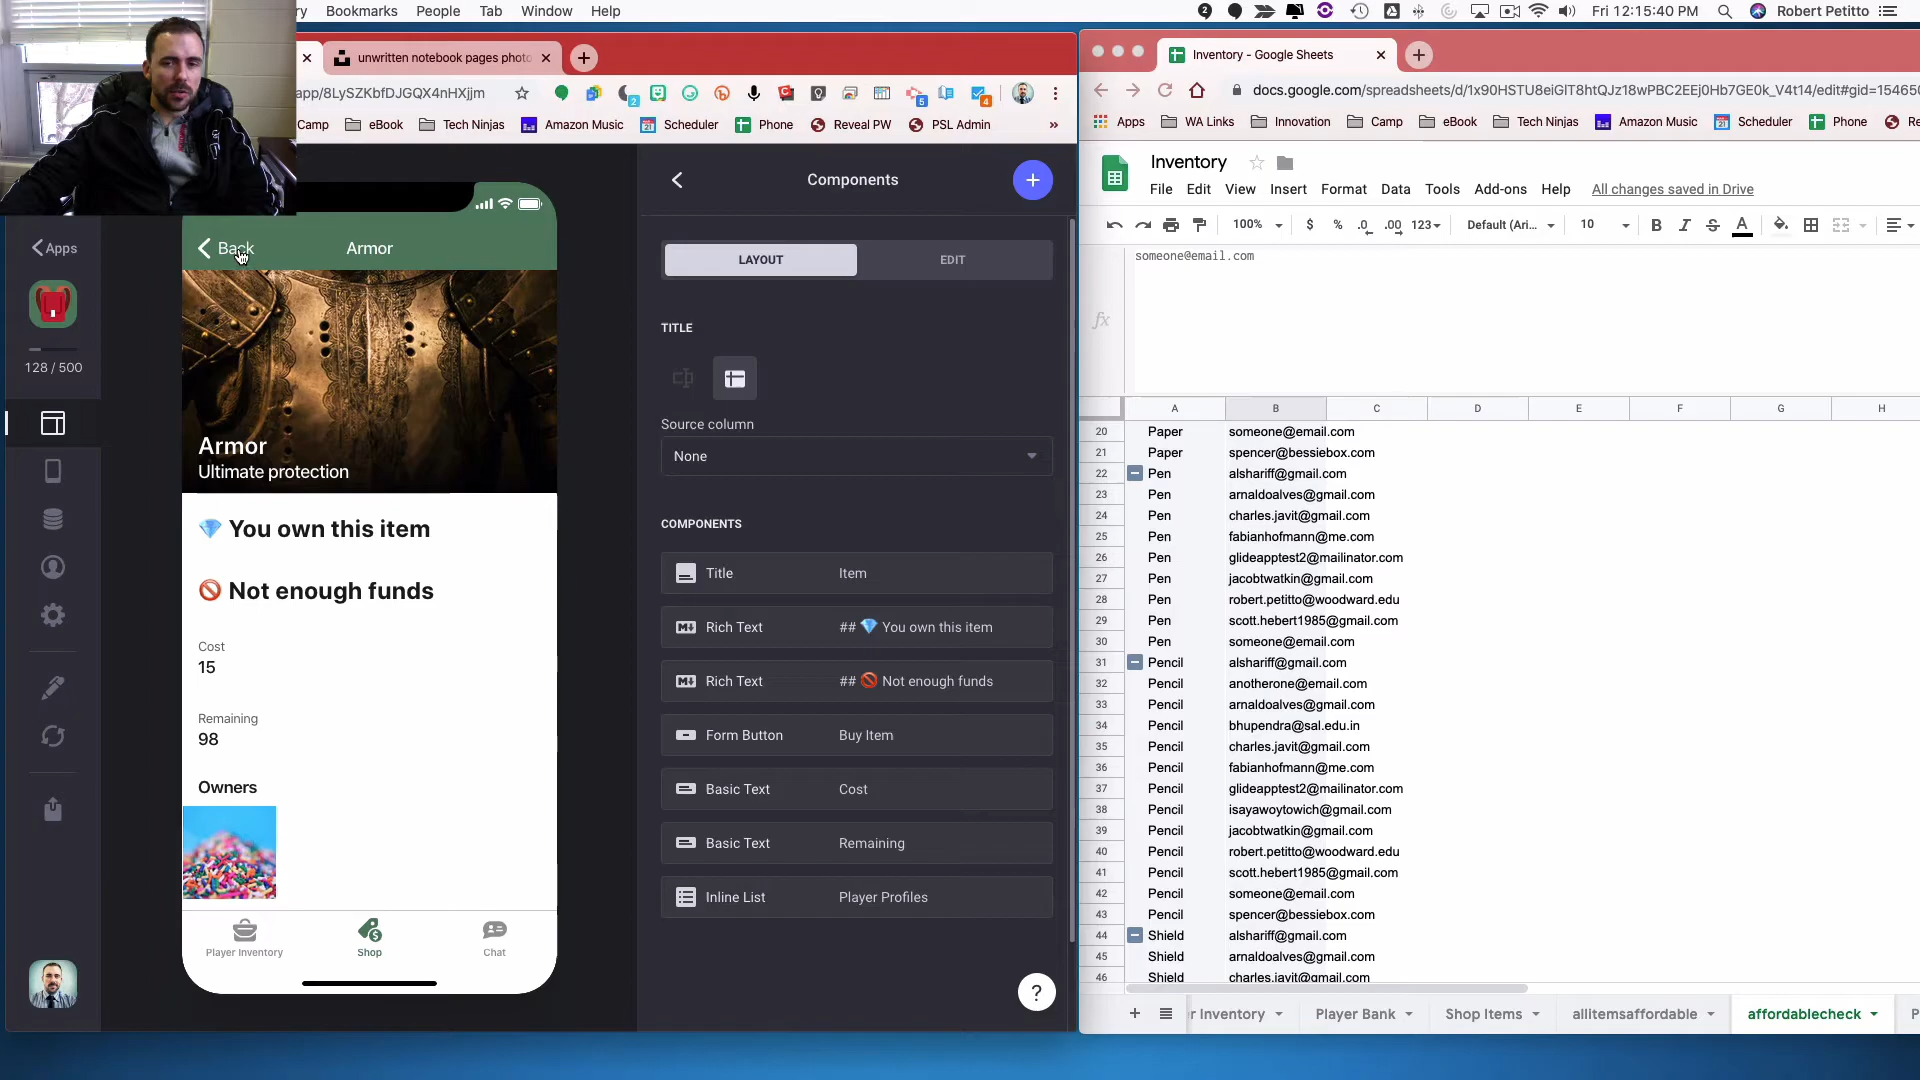 Bookmarks People Tab Window Help
Fri 12:15:40 PM Robert Petitto
unwritten notebook pages photo
app/8LySZKbfDJGQX4nHXjjm
Camp eBook Tech Ninjas Amazon Music Scheduler Phone Reveal PW PSL Admin
Apps
128 / 500
Back Armor
Armor
Ultimate protection
💎 You own this item
🚫 Not enough funds
Cost
15
Remaining
98
Owners
Player Inventory Shop Chat
Components
LAYOUT EDIT
TITLE
Source column
None
COMPONENTS
Title Item
Rich Text ## 💎 You own this item
Rich Text ## 🚫 Not enough funds
Form Button Buy Item
Basic Text Cost
Basic Text Remaining
Inline List Player Profiles
?
Inventory - Google Sheets
docs.google.com/spreadsheets/d/1x90HSTU8eiGlT8htQJz18wPBC2EEj0Hb7GE0k_V4t14/edit#gid=15465
Apps WA Links Innovation Camp eBook Tech Ninjas Amazon Music Scheduler Phone Re
Inventory
File Edit View Insert Format Data Tools Add-ons Help All changes saved in Drive
100% $ % .0 .00 123 Default (Ari... 10 B I S A
someone@email.com
fx
A B C D E F G H
20 Paper someone@email.com
21 Paper spencer@bessiebox.com
22 Pen alshariff@gmail.com
23 Pen arnaldoalves@gmail.com
24 Pen charles.javit@gmail.com
25 Pen fabianhofmann@me.com
26 Pen glideapptest2@mailinator.com
27 Pen jacobtwatkin@gmail.com
28 Pen robert.petitto@woodward.edu
29 Pen scott.hebert1985@gmail.com
30 Pen someone@email.com
31 Pencil alshariff@gmail.com
32 Pencil anotherone@email.com
33 Pencil arnaldoalves@gmail.com
34 Pencil bhupendra@sal.edu.in
35 Pencil charles.javit@gmail.com
36 Pencil fabianhofmann@me.com
37 Pencil glideapptest2@mailinator.com
38 Pencil isayawoytowich@gmail.com
39 Pencil jacobtwatkin@gmail.com
40 Pencil robert.petitto@woodward.edu
41 Pencil scott.hebert1985@gmail.com
42 Pencil someone@email.com
43 Pencil spencer@bessiebox.com
44 Shield alshariff@gmail.com
45 Shield arnaldoalves@gmail.com
46 Shield charles.javit@gmail.com
r Inventory Player Bank Shop Items allitemsaffordable affordablecheck P